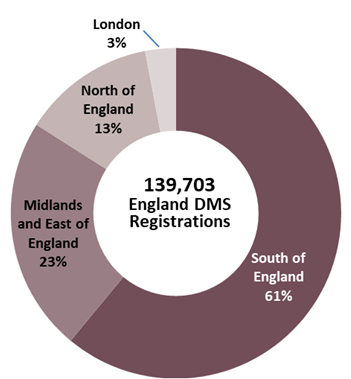 London
3%
North of
England
13%
139,703
England DMS
Registrations
Midlands
and East of
England
23%
South of
England
61%